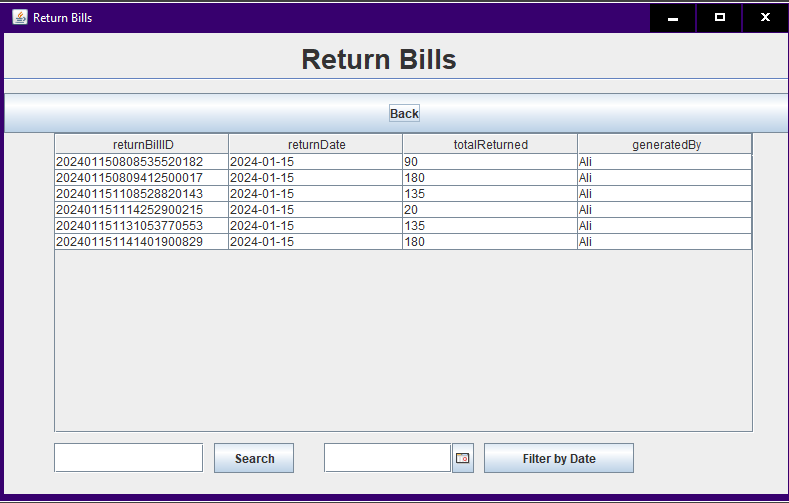 Return Bills
Return Bills
Back
returnBillID returnDate totalReturned generatedBy
202401150808535520182 2024-01-15 90 Ali
202401150809412500017 2024-01-15 180 Ali
202401151108528820143 2024-01-15 135 Ali
202401151114252900215 2024-01-15 20 Ali
202401151131053770553 2024-01-15 135 Ali
202401151141401900829 2024-01-15 180 Ali
Search Filter by Date